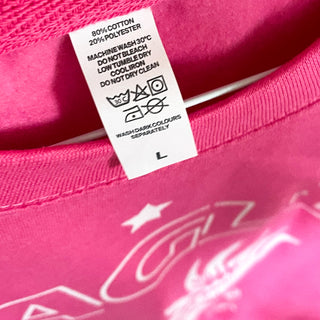 80% COTTON
20% POLYESTER
MACHINE WASH 30°C
DO NOT BLEACH
LOW TUMBLE DRY
COOL IRON
DO NOT DRY CLEAN
30°C
WASH DARK COLOURS
SEPARATELY
L